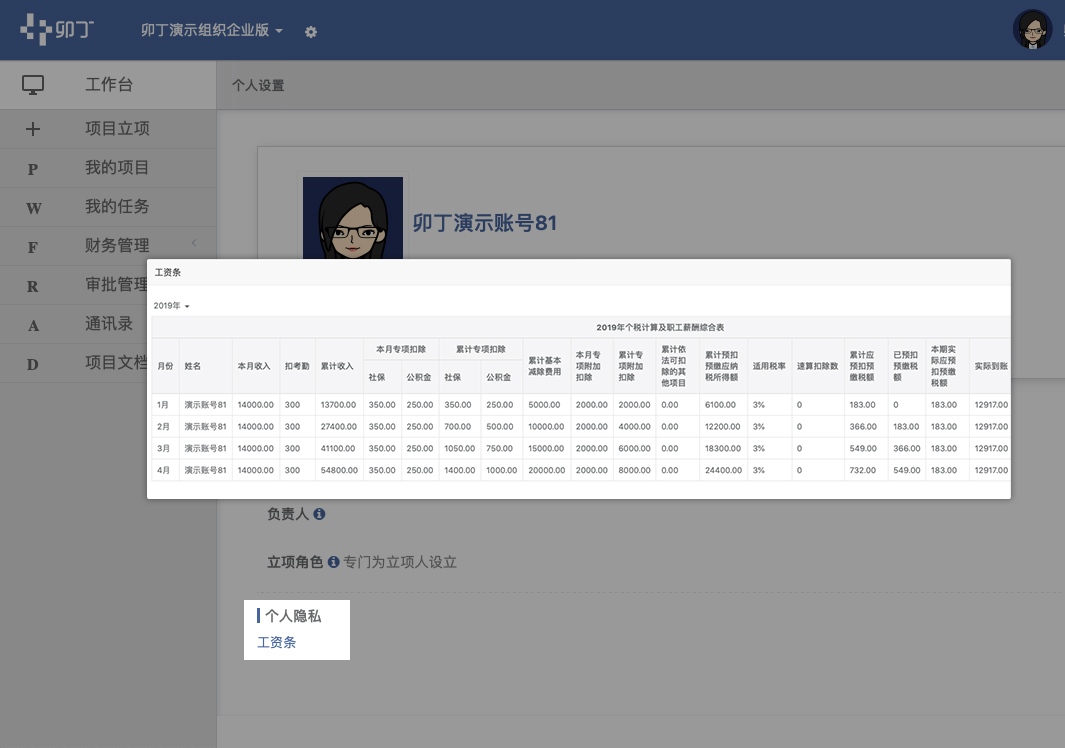 卯丁
卯丁演示组织企业版
工作台
个人设置
项目立项
P 我的项目
W 我的任务
F 财务管理
R 审批管理
A 通讯录
D 项目文档
卯丁演示账号81
工资条
2019年
2019年个税计算及职工薪酬综合表
月份 姓名 本月收入 扣考勤 累计收入 本月专项扣除 社保 公积金 累计专项扣除 社保 公积金 累计基本减除费用 本月专项附加扣除 累计专项附加扣除 累计依法可扣除的其他项目 累计预扣预缴应纳税所得额 适用税率 速算扣除数 累计应预扣预缴税额 已预扣预缴税额 本期实际应预扣预缴税额 实际到账
1月 演示账号81 14000.00 300 13700.00 350.00 250.00 350.00 250.00 5000.00 2000.00 2000.00 0.00 6100.00 3% 0 183.00 0 183.00 12917.00
2月 演示账号81 14000.00 300 27400.00 350.00 250.00 700.00 500.00 10000.00 2000.00 4000.00 0.00 12200.00 3% 0 366.00 183.00 183.00 12917.00
3月 演示账号81 14000.00 300 41100.00 350.00 250.00 1050.00 750.00 15000.00 2000.00 6000.00 0.00 18300.00 3% 0 549.00 366.00 183.00 12917.00
4月 演示账号81 14000.00 300 54800.00 350.00 250.00 1400.00 1000.00 20000.00 2000.00 8000.00 0.00 24400.00 3% 0 732.00 549.00 183.00 12917.00
负责人
立项角色 专门为立项人设立
个人隐私
工资条